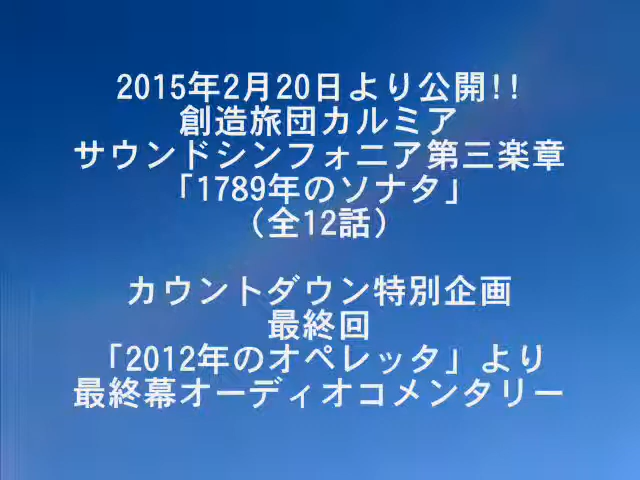 2015年2月20日より公開!!
創造旅団カルミア
サウンドシンフォニア第三楽章
「1789年のソナタ」
(全12話)
カウントダウン特別企画
最終回
「2012年のオペレッタ」より
最終幕オーディオコメンタリー